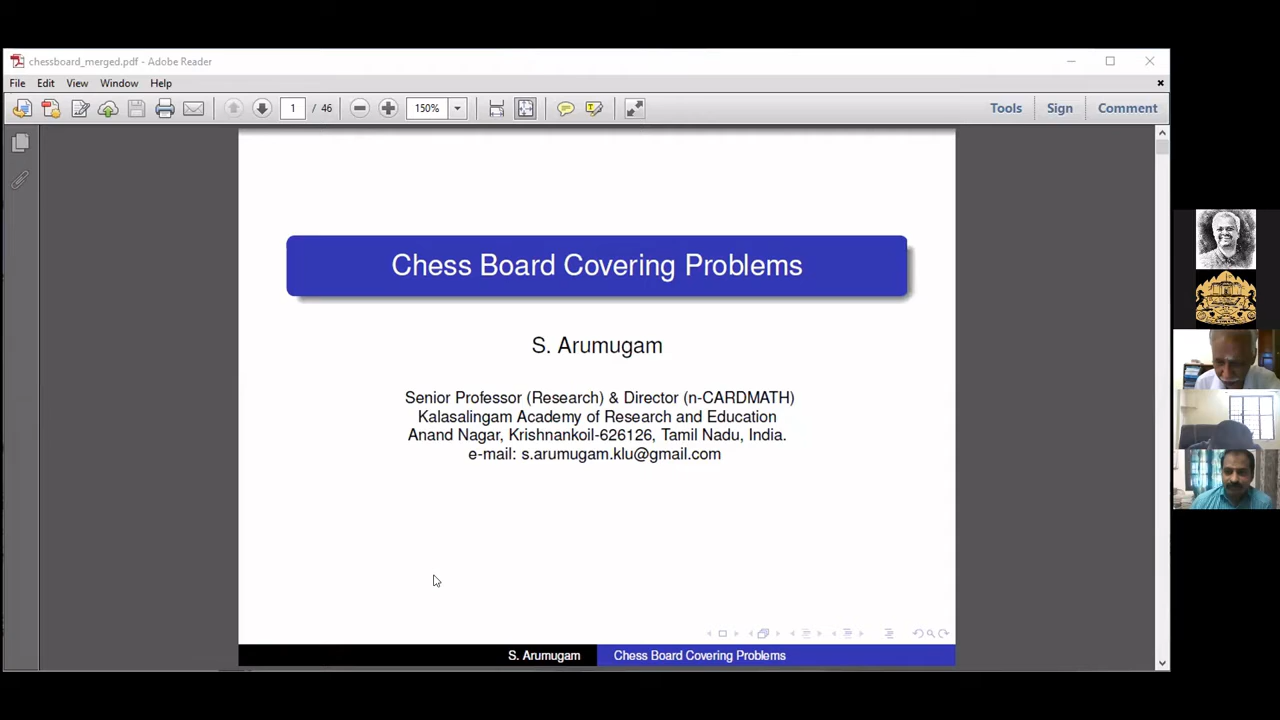 chessboard_merged.pdf - Adobe Reader
File Edit View Window Help
1 / 46 150% Tools Sign Comment
Chess Board Covering Problems
S. Arumugam
Senior Professor (Research) & Director (n-CARDMATH)
Kalasalingam Academy of Research and Education
Anand Nagar, Krishnankoil-626126, Tamil Nadu, India.
e-mail: s.arumugam.klu@gmail.com
S. Arumugam Chess Board Covering Problems